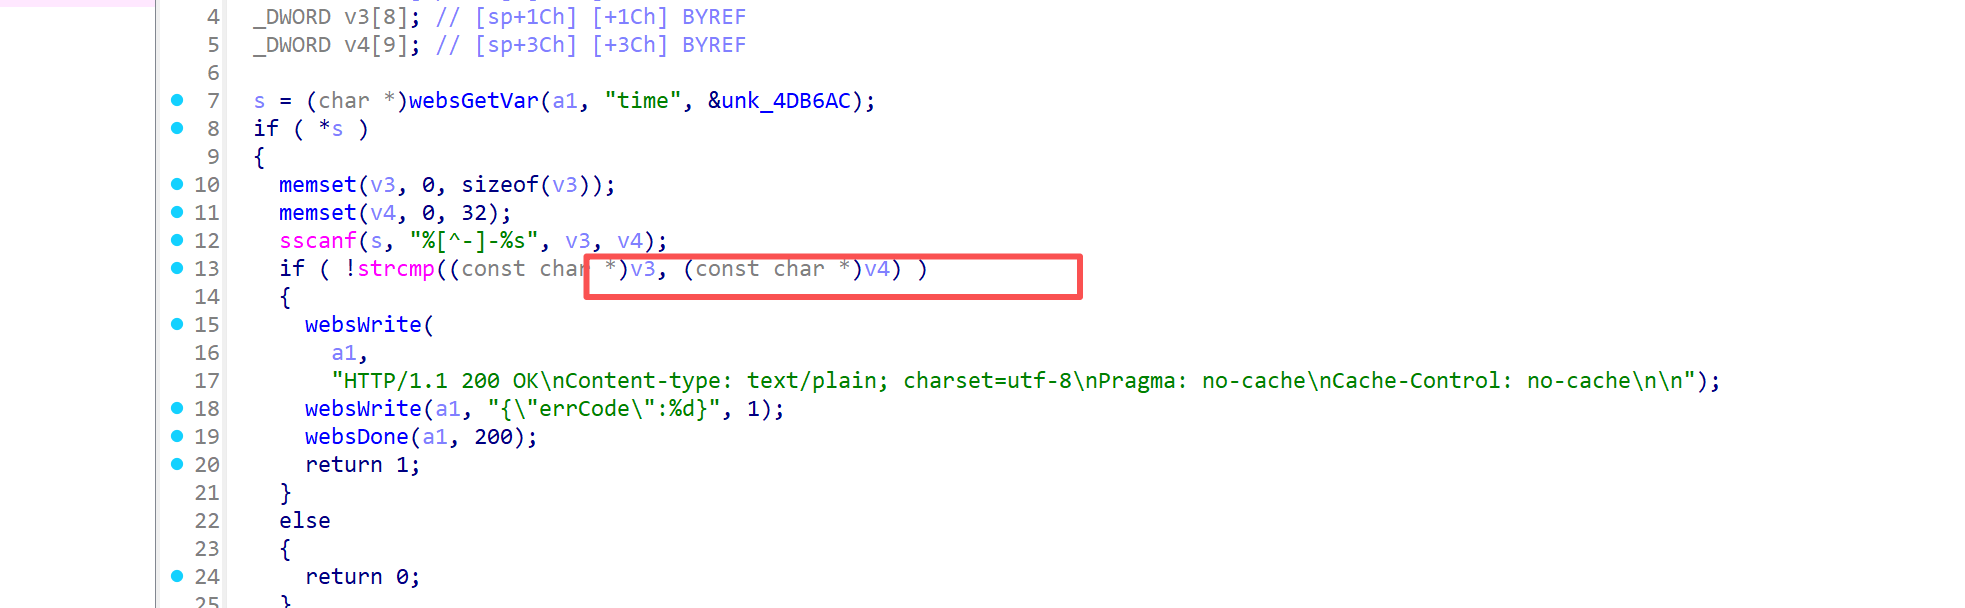 4 _DWORD v3[8]; // [sp+1Ch] [+1Ch] BYREF
5 _DWORD v4[9]; // [sp+3Ch] [+3Ch] BYREF
6
7 s = (char *)websGetVar(a1, "time", &unk_4DB6AC);
8 if ( *s )
9 {
10 memset(v3, 0, sizeof(v3));
11 memset(v4, 0, 32);
12 sscanf(s, "%[^-]-%s", v3, v4);
13 if ( !strcmp((const char *)v3, (const char *)v4) )
14 {
15 websWrite(
16 a1,
17 "HTTP/1.1 200 OK\nContent-type: text/plain; charset=utf-8\nPragma: no-cache\nCache-Control: no-cache\n\n");
18 websWrite(a1, "{\"errCode\":%d}", 1);
19 websDone(a1, 200);
20 return 1;
21 }
22 else
23 {
24 return 0;
25 }